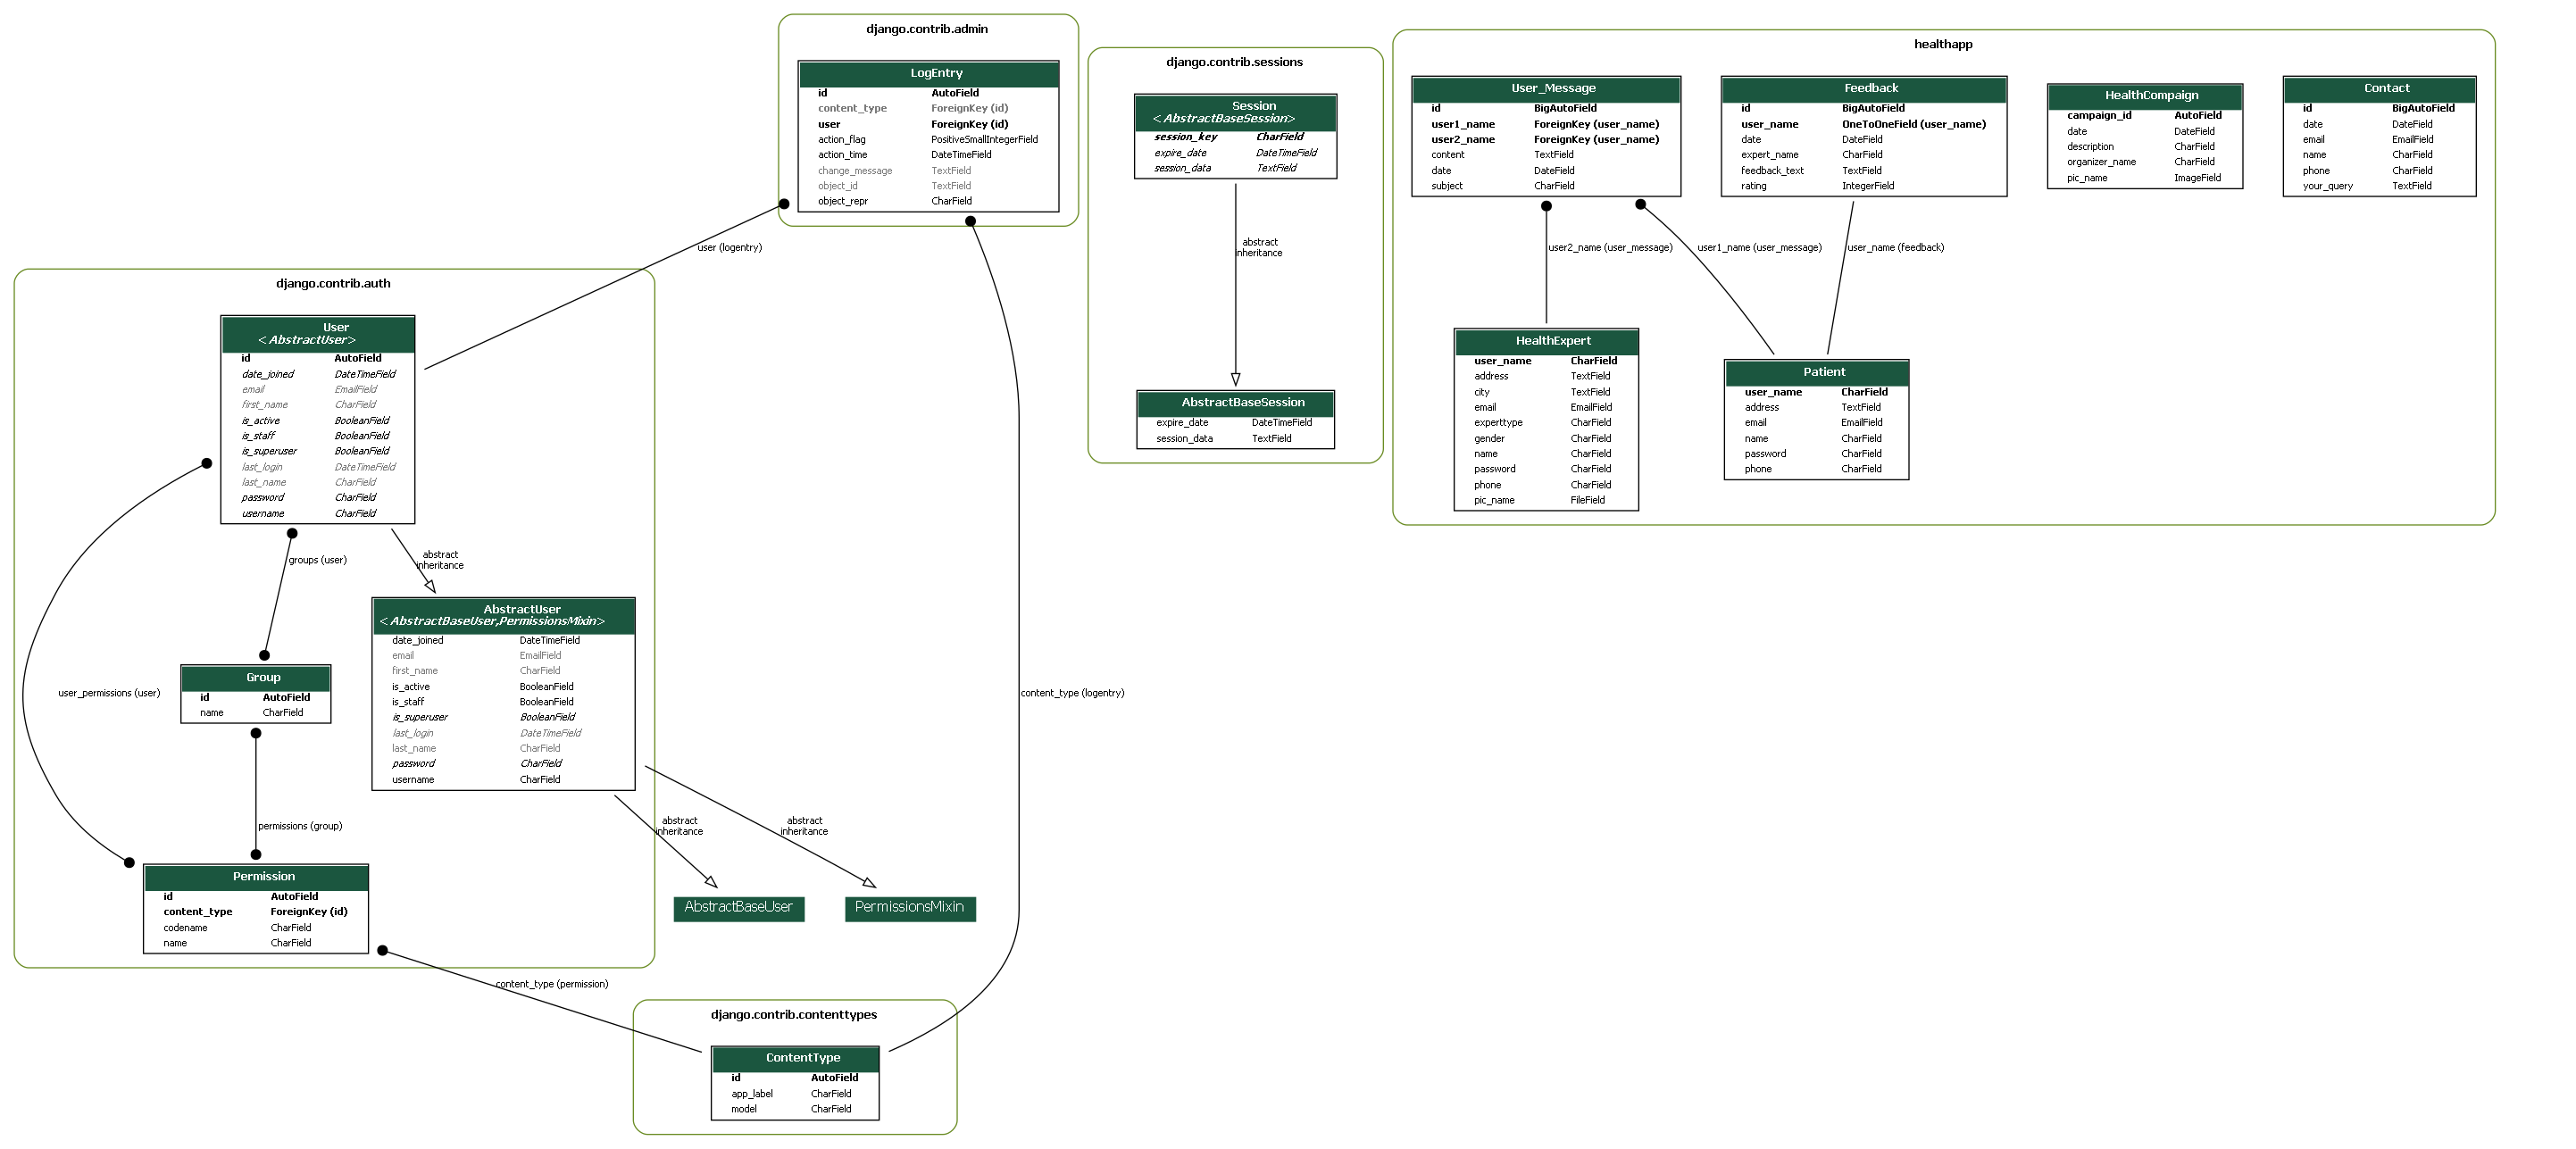 django.contrib.admin
LogEntry
id AutoField
content_type ForeignKey (id)
user ForeignKey (id)
action_flag PositiveSmallIntegerField
action_time DateTimeField
change_message TextField
object_id TextField
object_repr CharField
django.contrib.sessions
Session
<AbstractBaseSession>
session_key CharField
expire_date DateTimeField
session_data TextField
abstract
inheritance
AbstractBaseSession
expire_date DateTimeField
session_data TextField
healthapp
User_Message
id BigAutoField
user1_name ForeignKey (user_name)
user2_name ForeignKey (user_name)
content TextField
date DateField
subject CharField
Feedback
id BigAutoField
user_name OneToOneField (user_name)
date DateField
expert_name CharField
feedback_text TextField
rating IntegerField
HealthCompaign
campaign_id AutoField
date DateField
description CharField
organizer_name CharField
pic_name ImageField
Contact
id BigAutoField
date DateField
email EmailField
name CharField
phone CharField
your_query TextField
user2_name (user_message)
user1_name (user_message)
user_name (feedback)
HealthExpert
user_name CharField
address TextField
city TextField
email EmailField
experttype CharField
gender CharField
name CharField
password CharField
phone CharField
pic_name FileField
Patient
user_name CharField
address TextField
email EmailField
name CharField
password CharField
phone CharField
user (logentry)
django.contrib.auth
User
<AbstractUser>
id AutoField
date_joined DateTimeField
email EmailField
first_name CharField
is_active BooleanField
is_staff BooleanField
is_superuser BooleanField
last_login DateTimeField
last_name CharField
password CharField
username CharField
groups (user)
abstract
inheritance
AbstractUser
<AbstractBaseUser,PermissionsMixin>
date_joined DateTimeField
email EmailField
first_name CharField
is_active BooleanField
is_staff BooleanField
is_superuser BooleanField
last_login DateTimeField
last_name CharField
password CharField
username CharField
user_permissions (user)
Group
id AutoField
name CharField
content_type (logentry)
permissions (group)
abstract
inheritance
abstract
inheritance
Permission
id AutoField
content_type ForeignKey (id)
codename CharField
name CharField
AbstractBaseUser
PermissionsMixin
content_type (permission)
django.contrib.contenttypes
ContentType
id AutoField
app_label CharField
model CharField